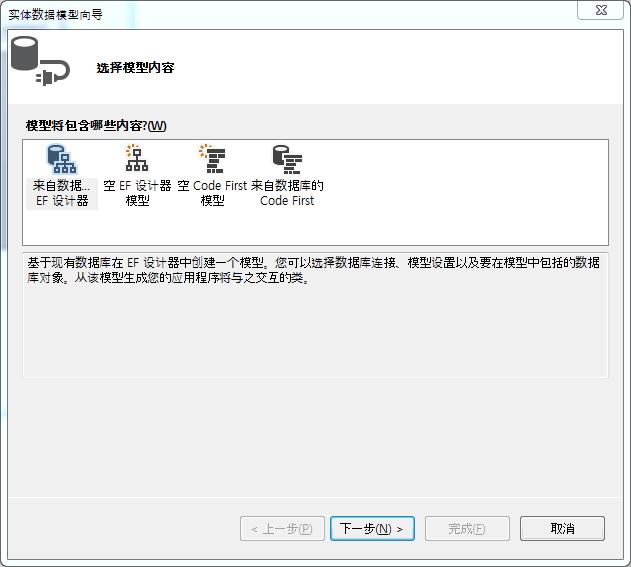 实体数据模型向导
选择模型内容
模型将包含哪些内容?(W)
来自数据... 空 EF 设计器 空 Code First 来自数据库的
EF 设计器 模型 模型 Code First
基于现有数据库在 EF 设计器中创建一个模型。您可以选择数据库连接、模型设置以及要在模型中包括的数据
库对象。从该模型生成您的应用程序将与之交互的类。
< 上一步(P) 下一步(N) > 完成(F) 取消